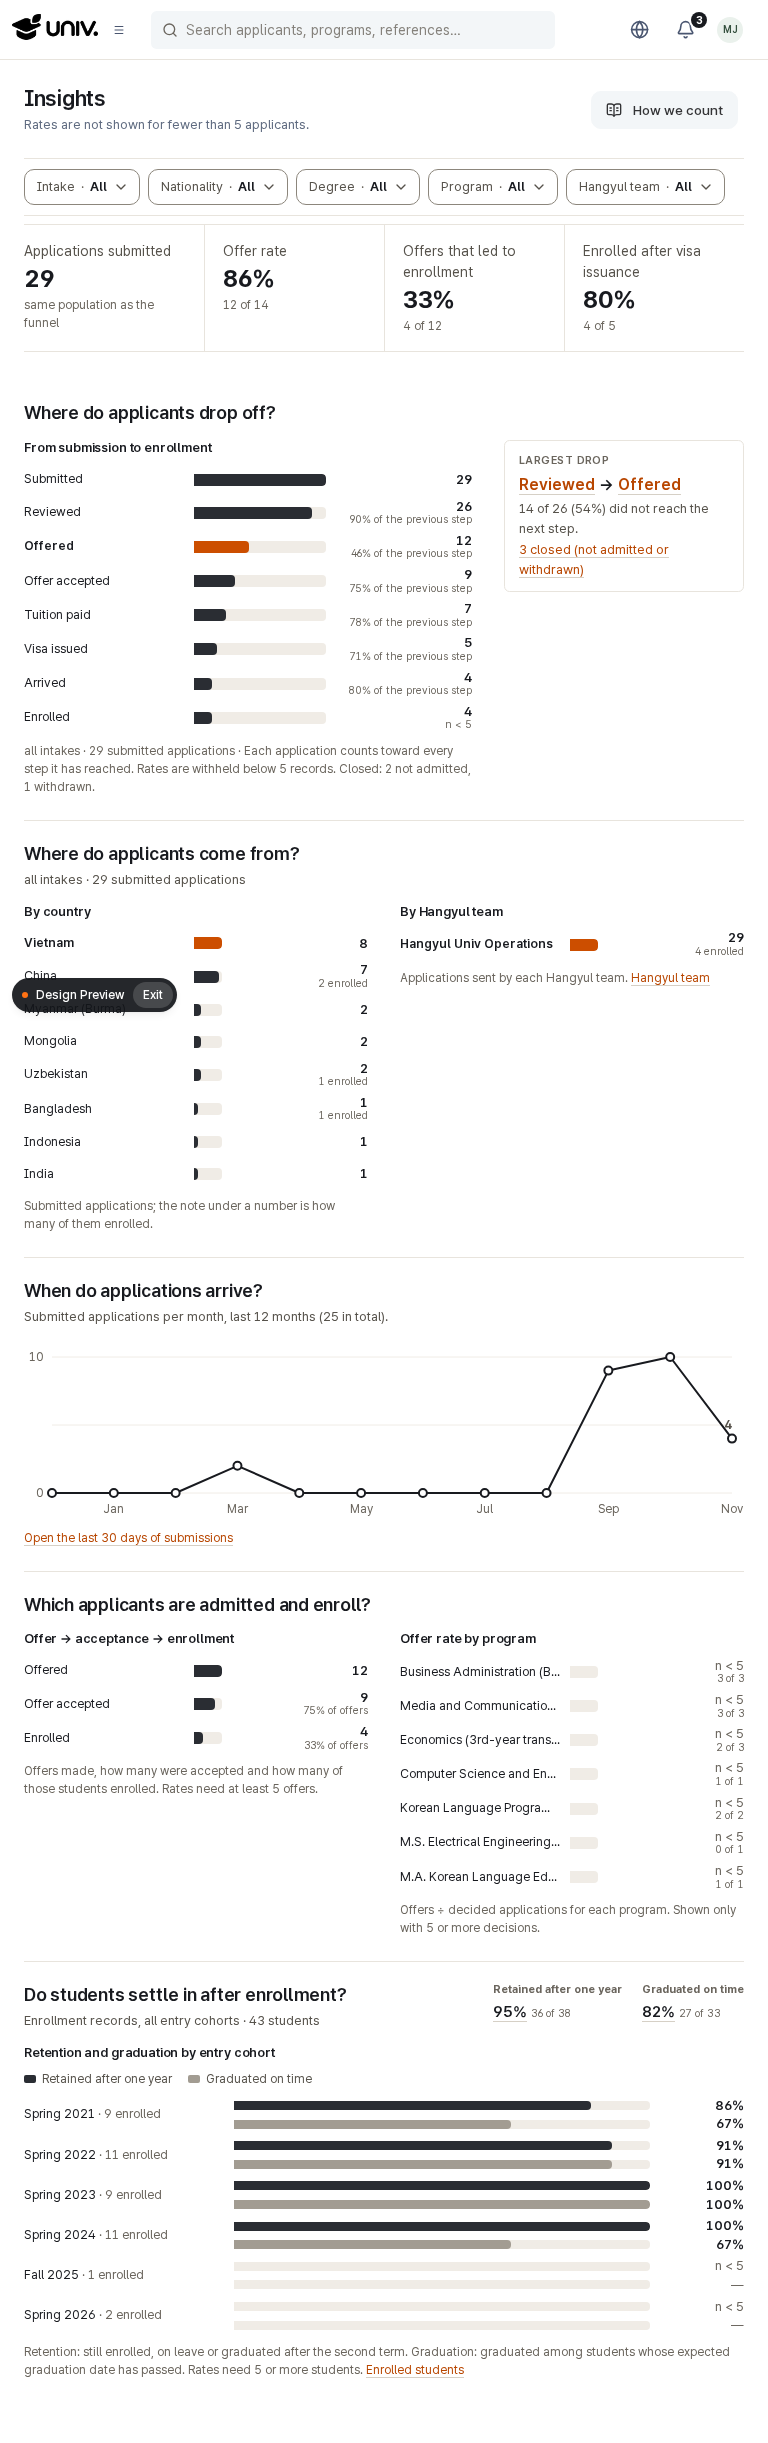 UNIV.
Search applicants, programs, references...
3
MJ
Insights
Rates are not shown for fewer than 5 applicants.
How we count
Intake · All
Nationality · All
Degree · All
Program · All
Hangyul team · All
Applications submitted
29
same population as the
funnel
Offer rate
86%
12 of 14
Offers that led to
enrollment
33%
4 of 12
Enrolled after visa
issuance
80%
4 of 5
Where do applicants drop off?
From submission to enrollment
Submitted
29
Reviewed
26
90% of the previous step
Offered
12
46% of the previous step
Offer accepted
9
75% of the previous step
Tuition paid
7
78% of the previous step
Visa issued
5
71% of the previous step
Arrived
4
80% of the previous step
Enrolled
4
n < 5
all intakes · 29 submitted applications · Each application counts toward every
step it has reached. Rates are withheld below 5 records. Closed: 2 not admitted,
1 withdrawn.
LARGEST DROP
Reviewed → Offered
14 of 26 (54%) did not reach the
next step.
3 closed (not admitted or
withdrawn)
Where do applicants come from?
all intakes · 29 submitted applications
By country
Vietnam
8
China
7
2 enrolled
Design Preview
Exit
Myanmar (Burma)
2
Mongolia
2
Uzbekistan
2
1 enrolled
Bangladesh
1
1 enrolled
Indonesia
1
India
1
Submitted applications; the note under a number is how
many of them enrolled.
By Hangyul team
Hangyul Univ Operations
29
4 enrolled
Applications sent by each Hangyul team. Hangyul team
When do applications arrive?
Submitted applications per month, last 12 months (25 in total).
10
4
0
Jan
Mar
May
Jul
Sep
Nov
Open the last 30 days of submissions
Which applicants are admitted and enroll?
Offer → acceptance → enrollment
Offered
12
Offer accepted
9
75% of offers
Enrolled
4
33% of offers
Offers made, how many were accepted and how many of
those students enrolled. Rates need at least 5 offers.
Offer rate by program
Business Administration (B...
n < 5
3 of 3
Media and Communicatio...
n < 5
3 of 3
Economics (3rd-year trans...
n < 5
2 of 3
Computer Science and En...
n < 5
1 of 1
Korean Language Progra...
n < 5
2 of 2
M.S. Electrical Engineering...
n < 5
0 of 1
M.A. Korean Language Ed...
n < 5
1 of 1
Offers ÷ decided applications for each program. Shown only
with 5 or more decisions.
Do students settle in after enrollment?
Enrollment records, all entry cohorts · 43 students
Retained after one year
95% 36 of 38
Graduated on time
82% 27 of 33
Retention and graduation by entry cohort
Retained after one year
Graduated on time
Spring 2021 · 9 enrolled
86%
67%
Spring 2022 · 11 enrolled
91%
91%
Spring 2023 · 9 enrolled
100%
100%
Spring 2024 · 11 enrolled
100%
67%
Fall 2025 · 1 enrolled
n < 5
—
Spring 2026 · 2 enrolled
n < 5
—
Retention: still enrolled, on leave or graduated after the second term. Graduation: graduated among students whose expected
graduation date has passed. Rates need 5 or more students. Enrolled students